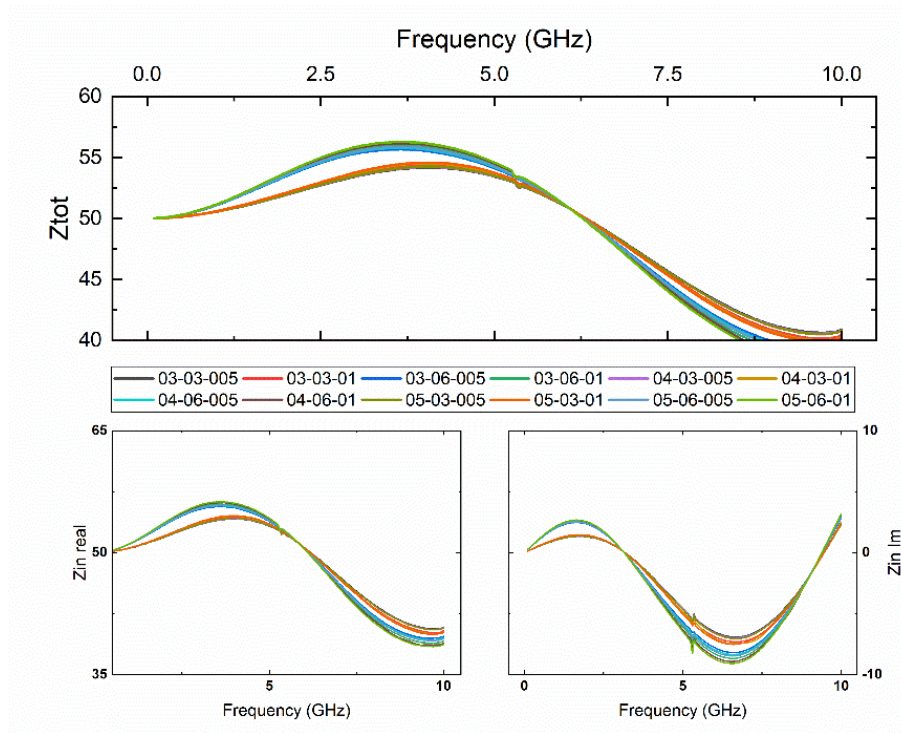 Frequency (GHz)
0.0 2.5 5.0 7.5 10.0
60
55
50
45
40
Ztot
03-03-005 03-03-01 03-06-005 03-06-01 04-03-005 04-03-01
04-06-005 04-06-01 05-03-005 05-03-01 05-06-005 05-06-01
65
50
35
Zin real
5 10
Frequency (GHz)
10
0
-10
Zin Im
0 5 10
Frequency (GHz)